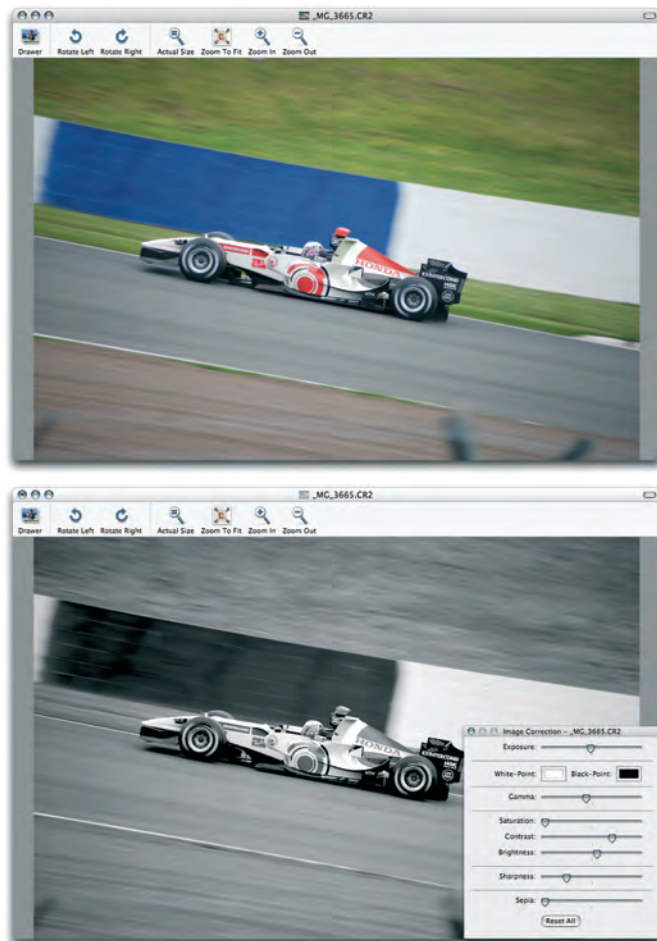 _MG_3665.CR2
Drawer Rotate Left Rotate Right Actual Size Zoom To Fit Zoom In Zoom Out
HONDA
INTERCOND
NGK
_MG_3665.CR2
Drawer Rotate Left Rotate Right Actual Size Zoom To Fit Zoom In Zoom Out
HONDA
Image Correction – _MG_3665.CR2
Exposure:
White-Point: Black-Point:
Gamma:
Saturation:
Contrast:
Brightness:
Sharpness:
Sepia:
Reset All